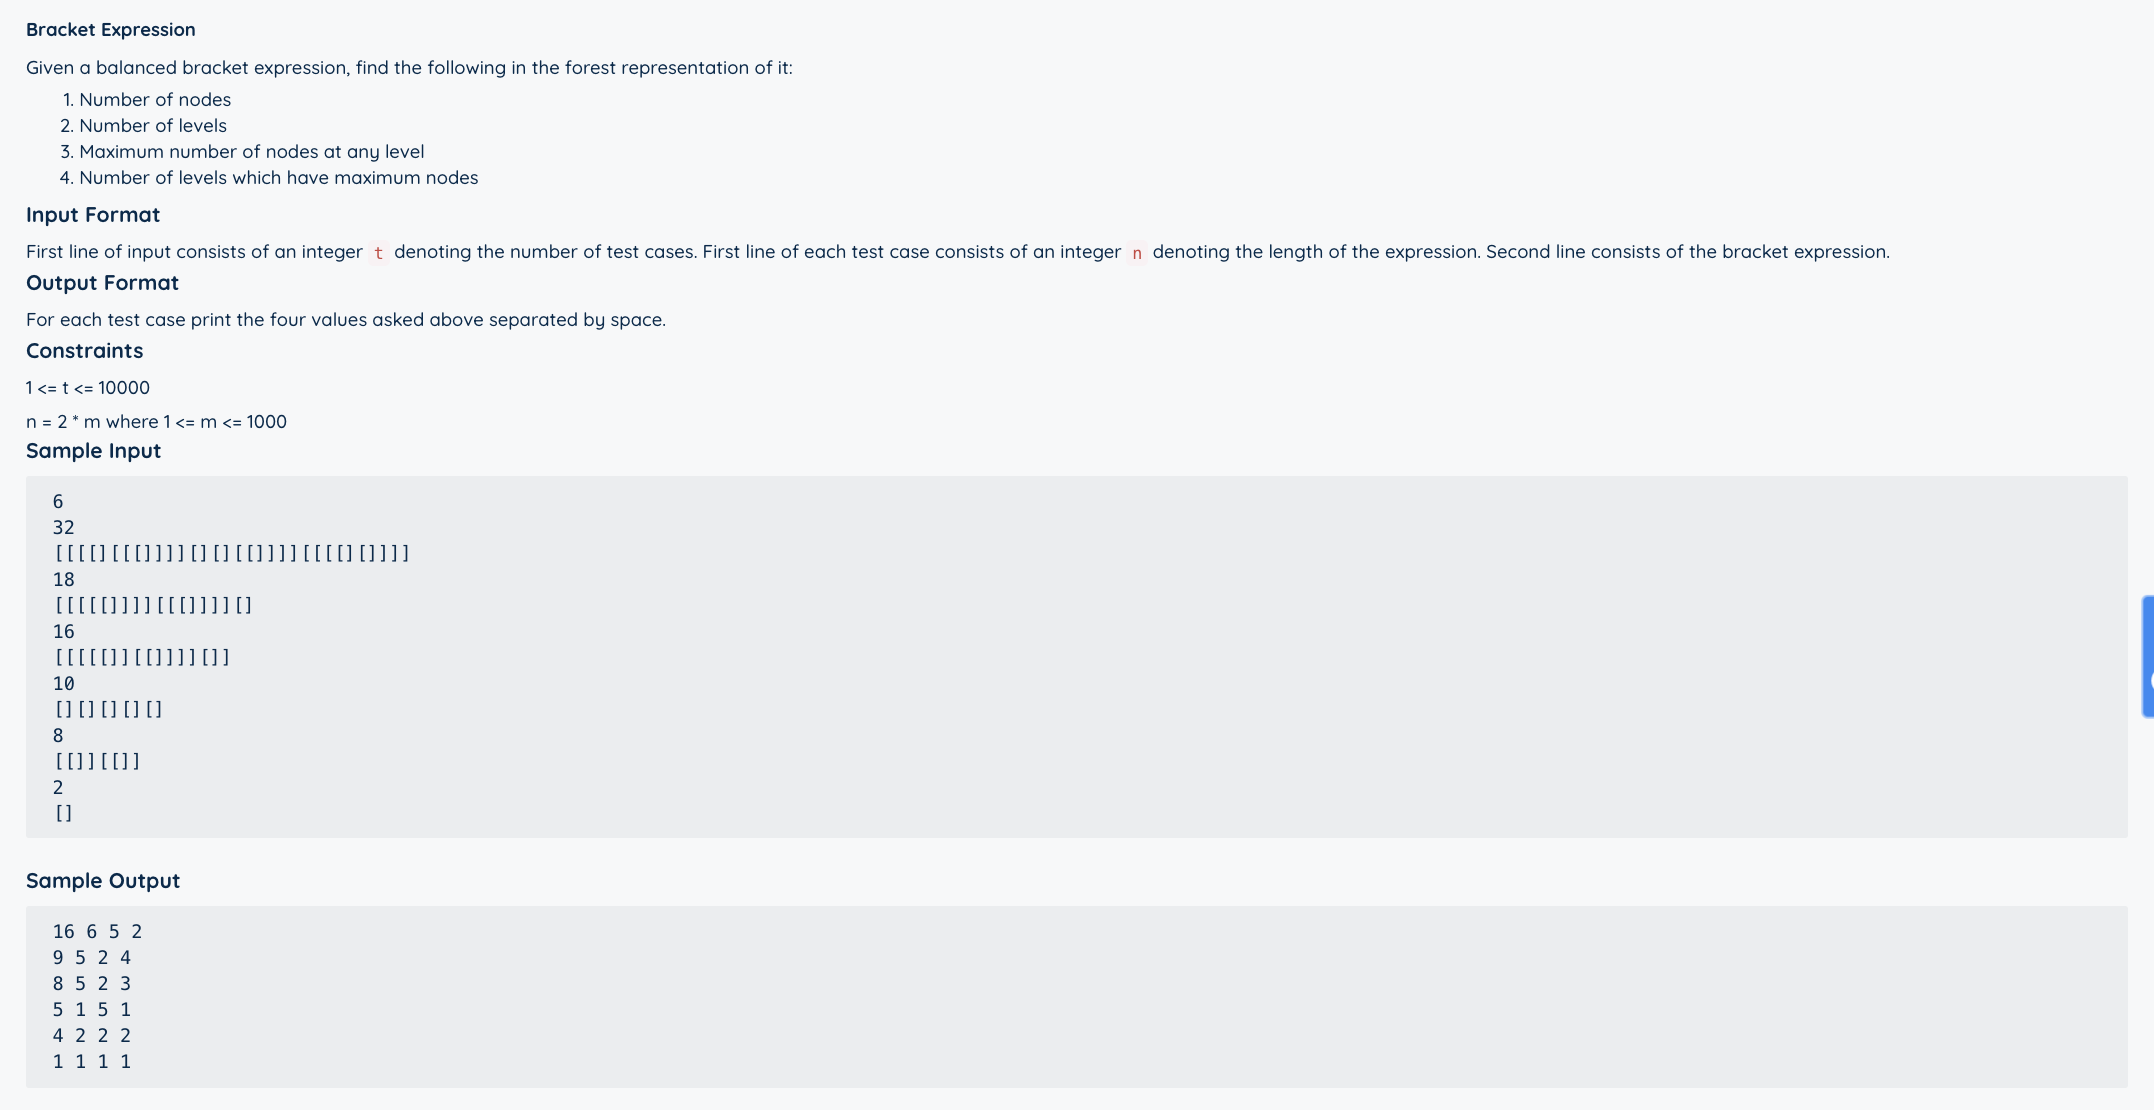 Bracket Expression
Given a balanced bracket expression, find the following in the forest representation of it:
1. Number of nodes
2. Number of levels
3. Maximum number of nodes at any level
4. Number of levels which have maximum nodes
Input Format
First line of input consists of an integer t denoting the number of test cases. First line of each test case consists of an integer n denoting the length of the expression. Second line consists of the bracket expression.
Output Format
For each test case print the four values asked above separated by space.
Constraints
1 <= t <= 10000
n = 2 * m where 1 <= m <= 1000
Sample Input
6
32
[[[[][[[]]]][][][[]]]][[[[][]]]]
18
[[[[[]]]][[[]]]][]
16
[[[[[]][[]]]][]]
10
[][][][][]
8
[[]][[]]
2
[]
Sample Output
16 6 5 2
9 5 2 4
8 5 2 3
5 1 5 1
4 2 2 2
1 1 1 1